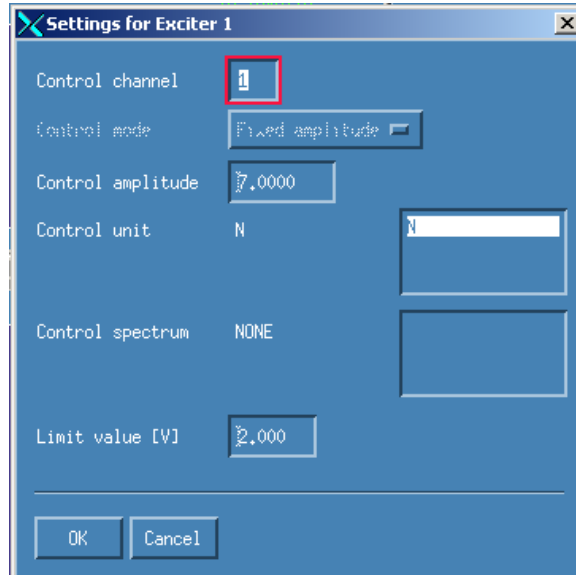 Settings for Exciter 1
Control channel 1
Control mode Fixed amplitude
Control amplitude 7.0000
Control unit N N
Control spectrum NONE
Limit value [V] 2.000
OK Cancel